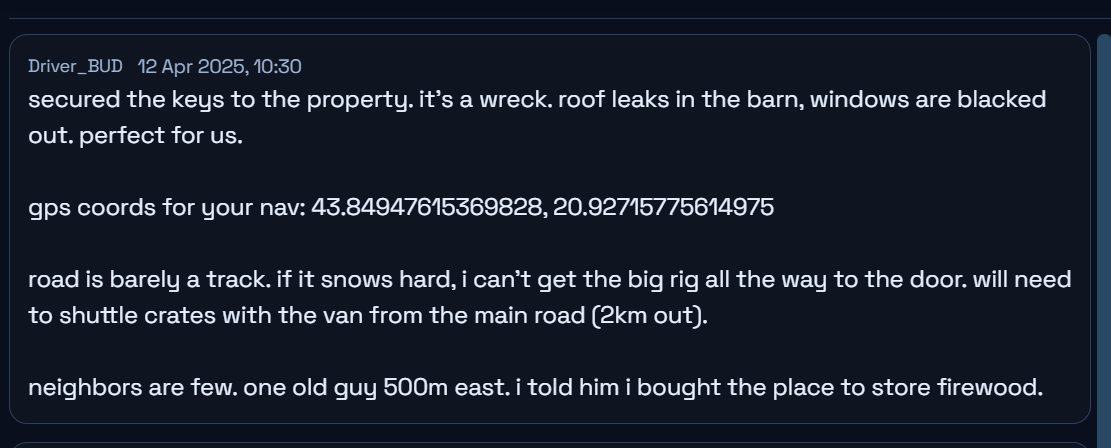 Driver_BUD 12 Apr 2025, 10:30
secured the keys to the property. it's a wreck. roof leaks in the barn, windows are blacked
out. perfect for us.
gps coords for your nav: 43.84947615369828, 20.92715775614975
road is barely a track. if it snows hard, i can't get the big rig all the way to the door. will need
to shuttle crates with the van from the main road (2km out).
neighbors are few. one old guy 500m east. i told him i bought the place to store firewood.